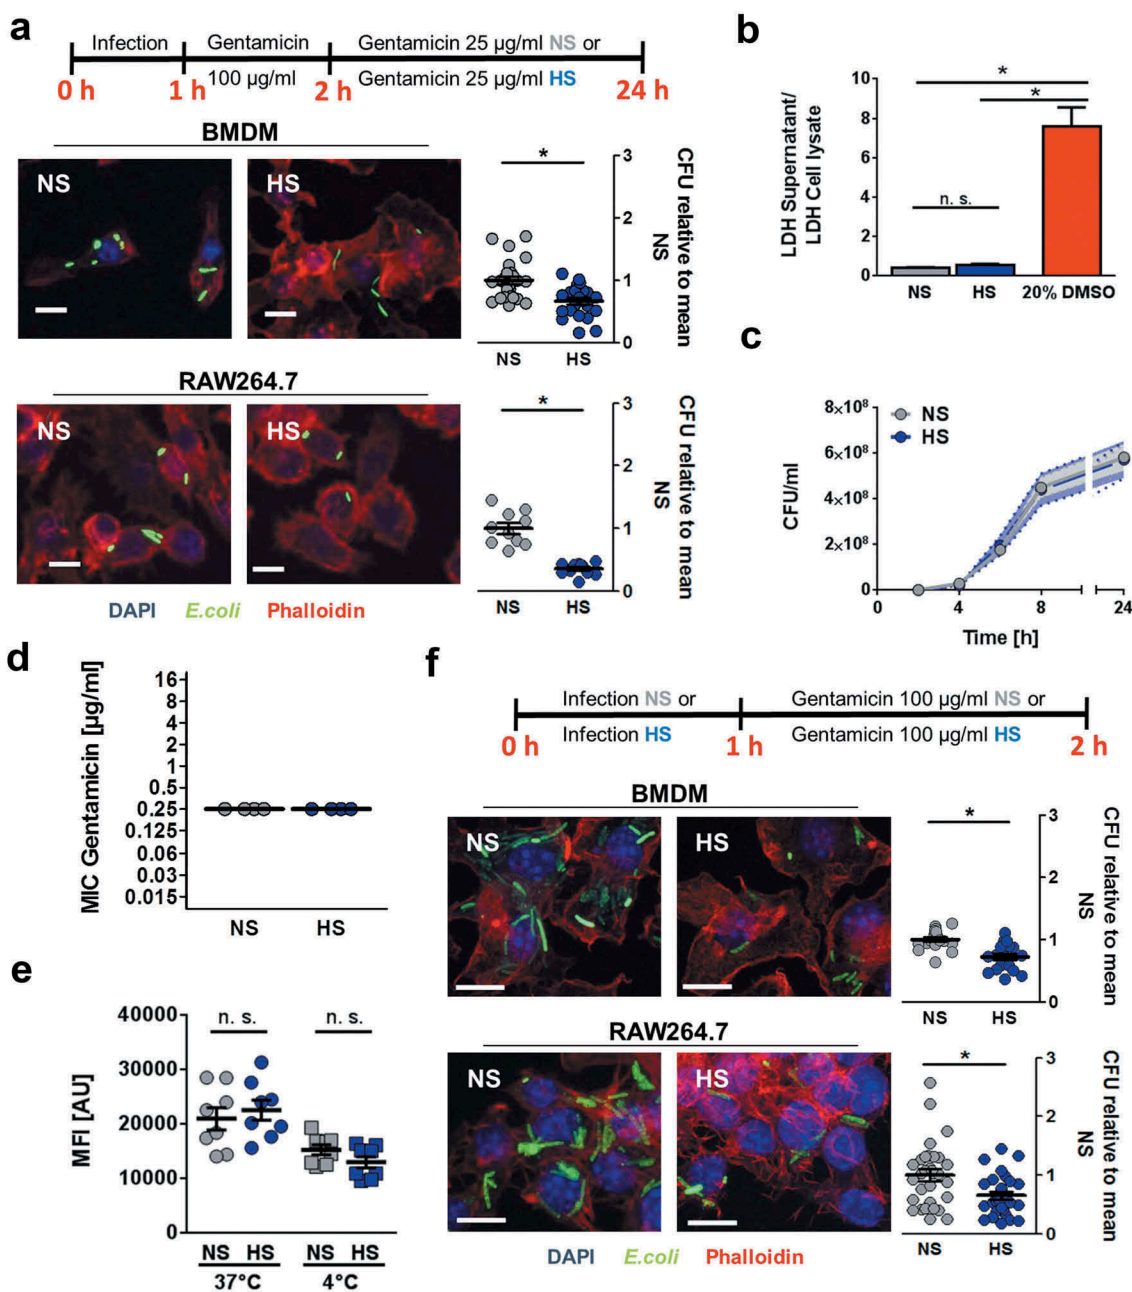 a
Infection
Gentamicin
100 µg/ml
Gentamicin 25 µg/ml NS or
Gentamicin 25 µg/ml HS
0 h
1 h
2 h
24 h
BMDM
NS
HS
*
3
2
1
0
NS
HS
CFU relative to mean
NS
RAW264.7
NS
HS
*
3
2
1
0
NS
HS
CFU relative to mean
NS
DAPI E.coli Phalloidin
b
LDH Supernatant/
LDH Cell lysate
10
8
6
4
2
0
*
*
n. s.
NS
HS
20% DMSO
c
CFU/ml
8×10⁸
6×10⁸
4×10⁸
2×10⁸
0
NS
HS
0
4
8
24
Time [h]
d
MIC Gentamicin [µg/ml]
16
8
4
2
1
0.5
0.25
0.125
0.06
0.03
0.015
NS
HS
e
MFI [AU]
40000
30000
20000
10000
0
n. s.
n. s.
NS HS
NS HS
37°C
4°C
f
Infection NS or
Infection HS
Gentamicin 100 µg/ml NS or
Gentamicin 100 µg/ml HS
0 h
1 h
2 h
BMDM
NS
HS
*
3
2
1
0
NS
HS
CFU relative to mean
NS
RAW264.7
NS
HS
*
3
2
1
0
NS
HS
CFU relative to mean
NS
DAPI E.coli Phalloidin